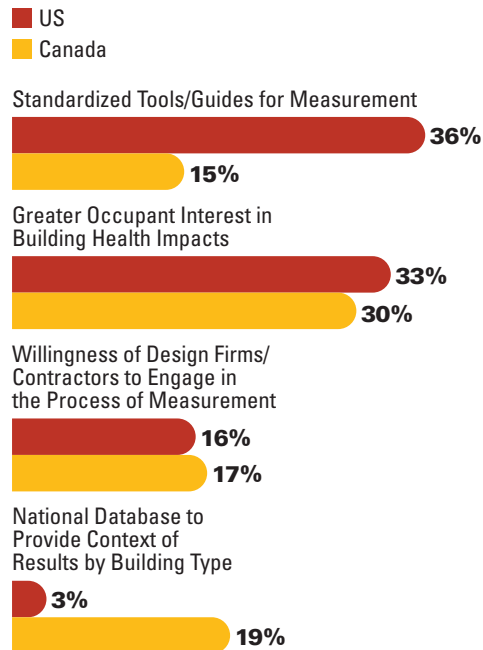 US
Canada
Standardized Tools/Guides for Measurement
36%
15%
Greater Occupant Interest in
Building Health Impacts
33%
30%
Willingness of Design Firms/
Contractors to Engage in
the Process of Measurement
16%
17%
National Database to
Provide Context of
Results by Building Type
3%
19%